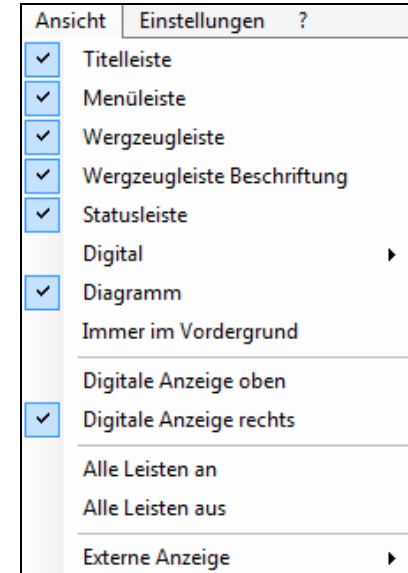 Ansicht Einstellungen ?
Titelleiste
Menüleiste
Wergzeugleiste
Wergzeugleiste Beschriftung
Statusleiste
Digital
Diagramm
Immer im Vordergrund
Digitale Anzeige oben
Digitale Anzeige rechts
Alle Leisten an
Alle Leisten aus
Externe Anzeige